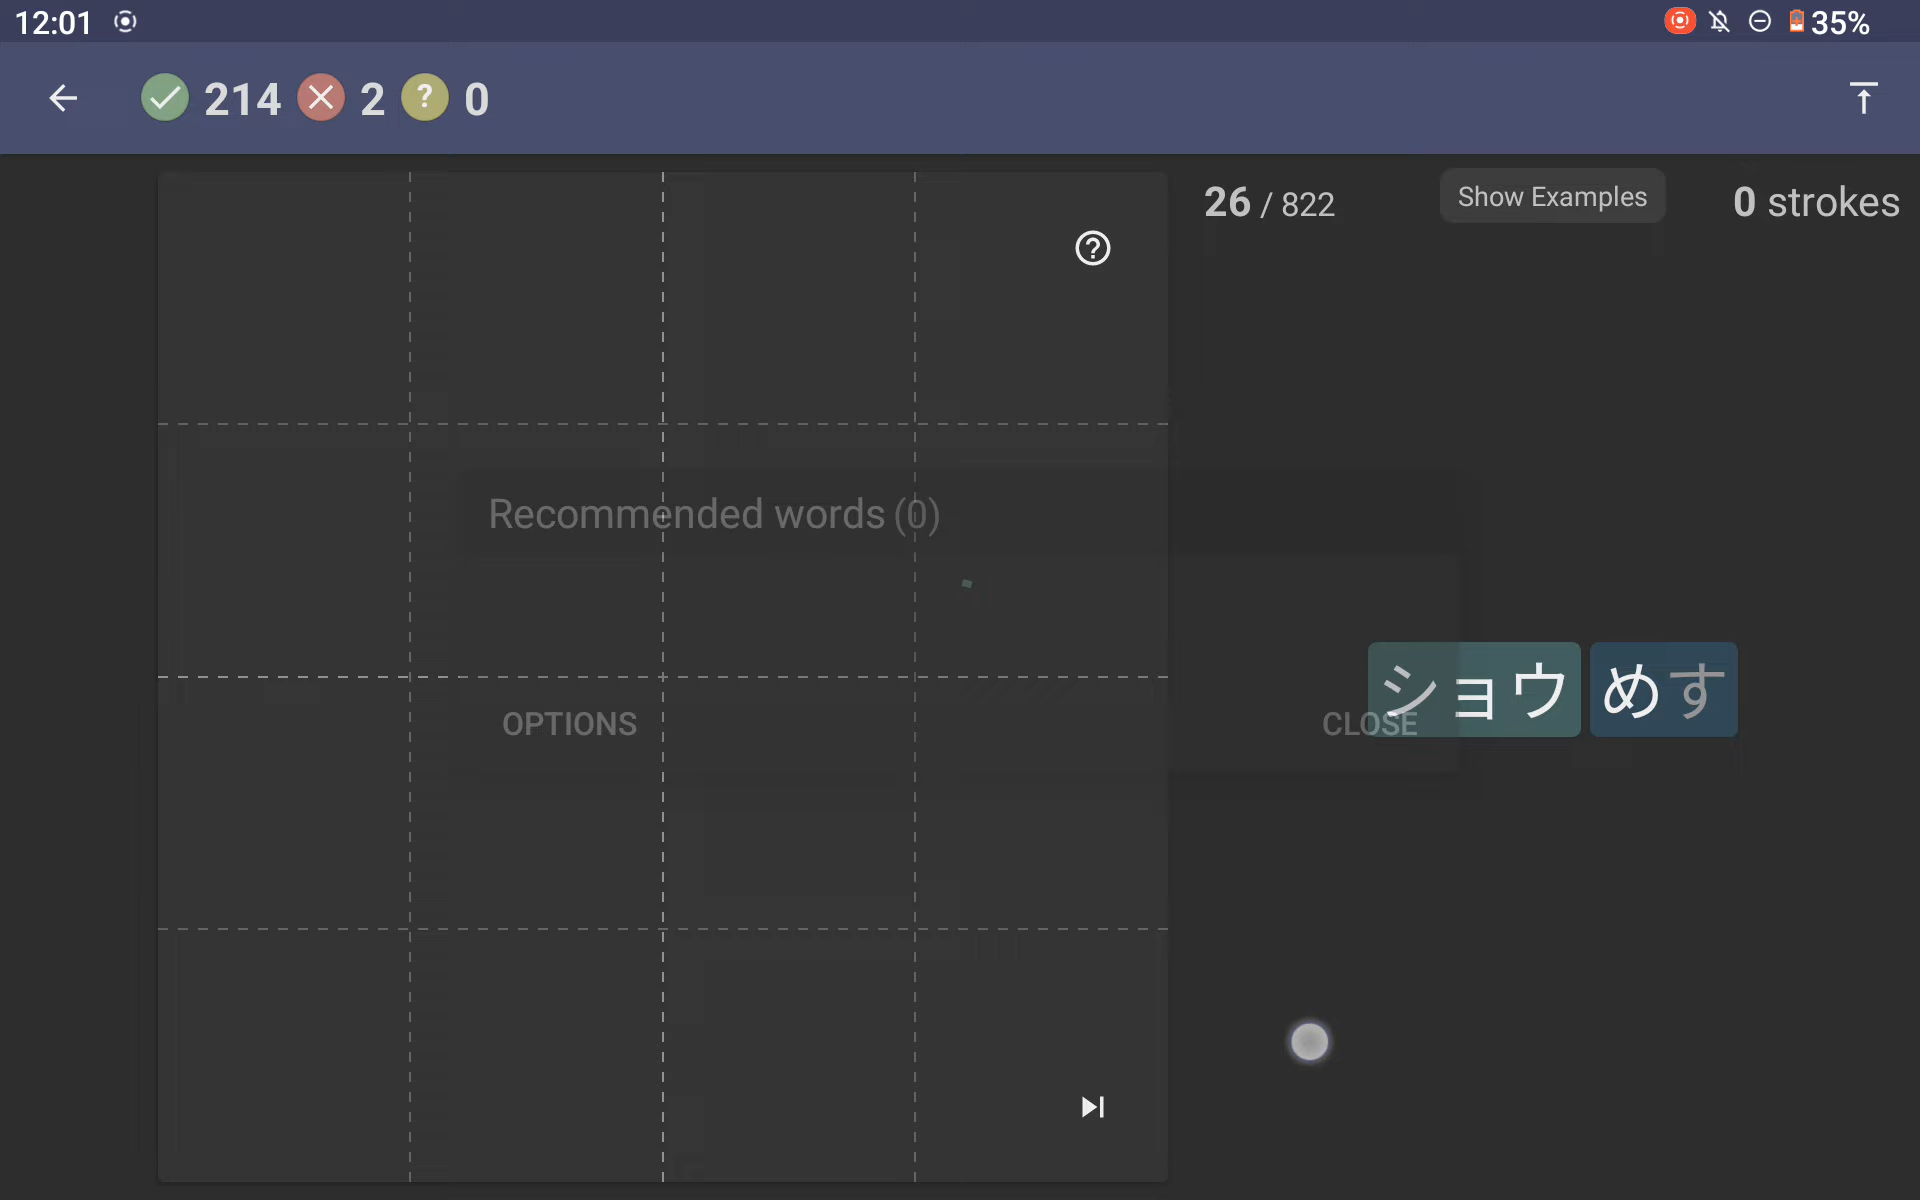 12:01 35%
214 2 ? 0
26 / 822 Show Examples 0 strokes
?
Recommended words (0)
ショウ めす
OPTIONS CLOSE